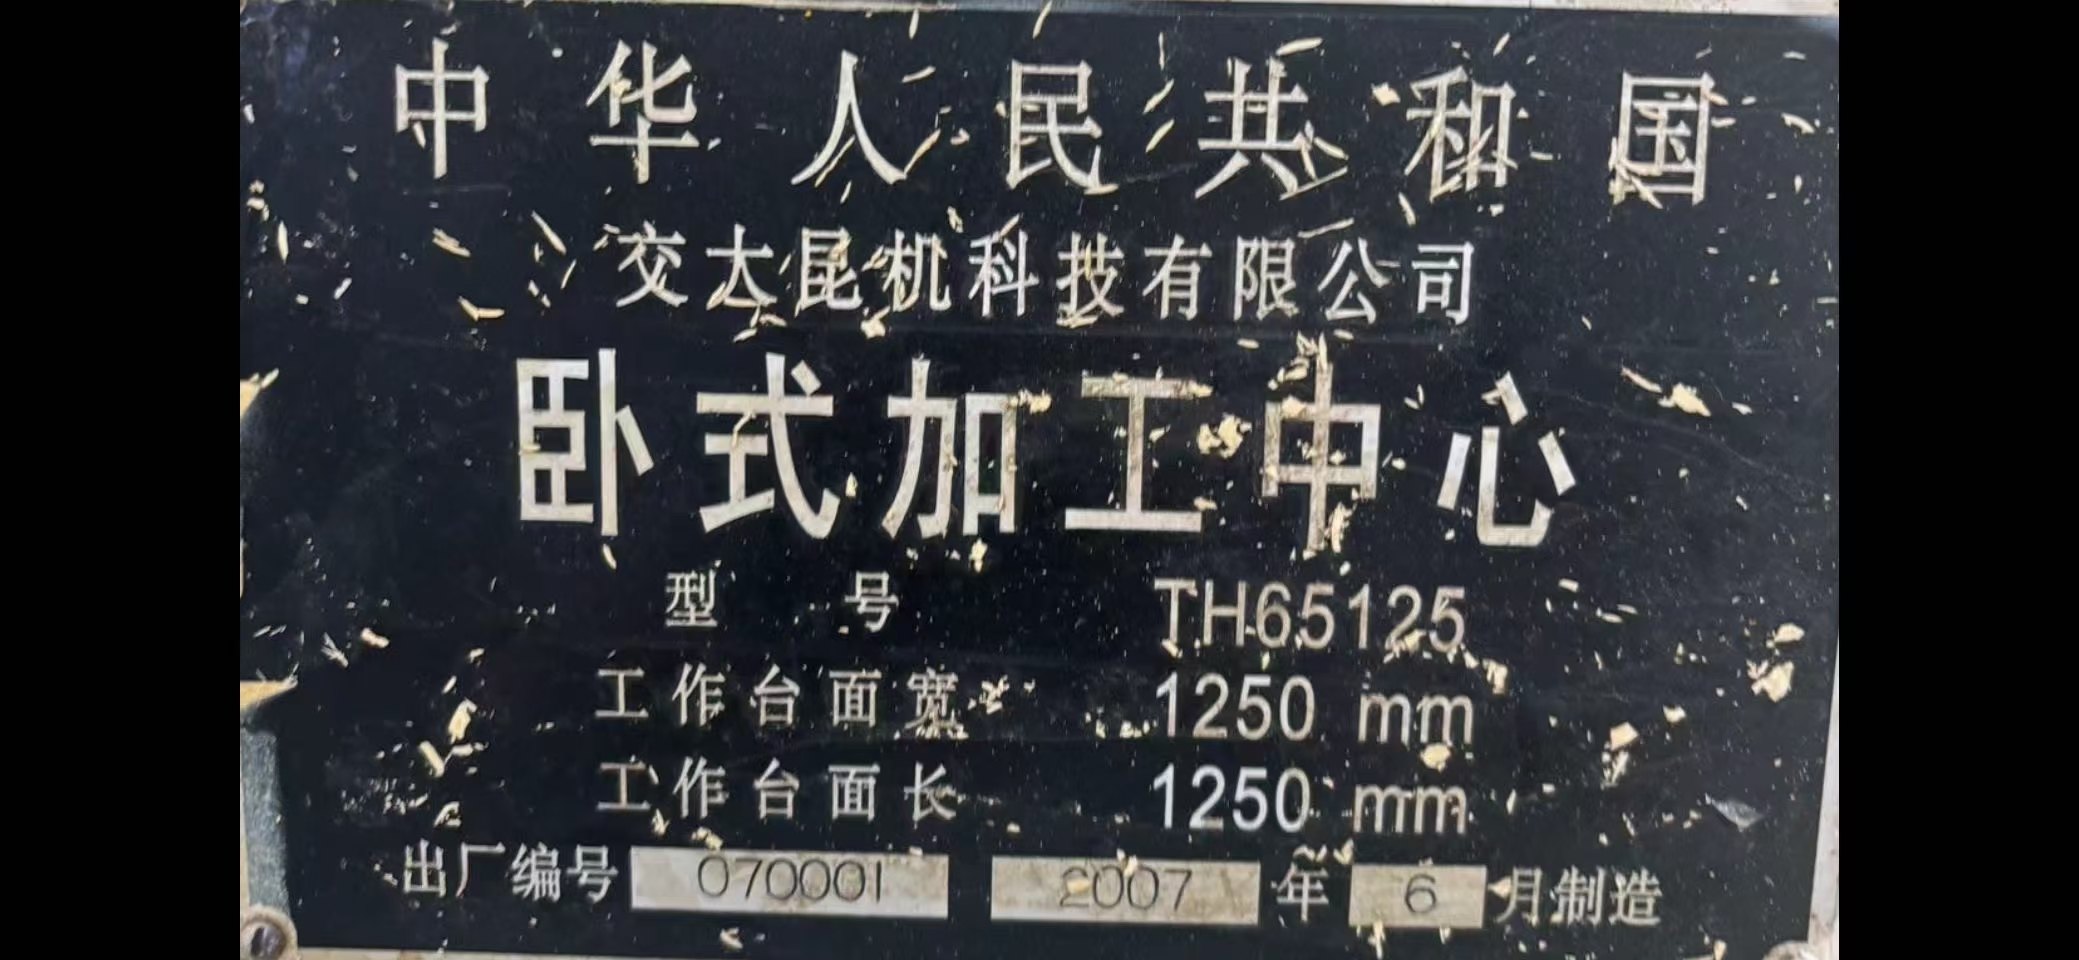 中华人民共和国
交大昆机科技有限公司
卧式加工中心
型 号 TH65125
工作台面宽 1250 mm
工作台面长 1250 mm
出厂编号 070001 2007 年 6 月制造